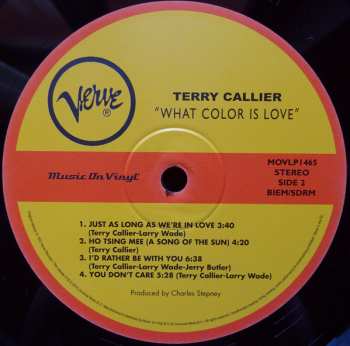 Verve ®
TERRY CALLIER
"WHAT COLOR IS LOVE"
Music On Vinyl
MOVLP1465
STEREO
SIDE 2
BIEM/SDRM
1. JUST AS LONG AS WE'RE IN LOVE 3:40
(Terry Callier-Larry Wade)
2. HO TSING MEE (A SONG OF THE SUN) 4:20
(Terry Callier)
3. I'D RATHER BE WITH YOU 6:38
(Terry Callier-Larry Wade-Jerry Butler)
4. YOU DON'T CARE 5:28 (Terry Callier-Larry Wade)
Produced by Charles Stepney